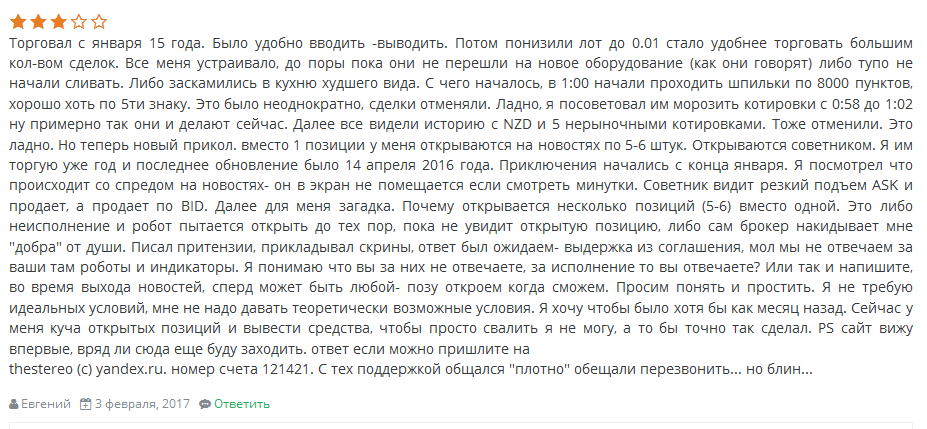 Торговал с января 15 года. Было удобно вводить -выводить. Потом понизили лот до 0.01 стало удобнее торговать большим
кол-вом сделок. Все меня устраивало, до поры пока они не перешли на новое оборудование (как они говорят) либо тупо не
начали сливать. Либо заскамились в кухню худшего вида. С чего началось, в 1:00 начали проходить шпильки по 8000 пунктов,
хорошо хоть по 5ти знаку. Это было неоднократно, сделки отменяли. Ладно, я посоветовал им морозить котировки с 0:58 до 1:02
ну примерно так они и делают сейчас. Далее все видели историю с NZD и 5 нерыночными котировками. Тоже отменили. Это
ладно. Но теперь новый прикол. вместо 1 позиции у меня открываются на новостях по 5-6 штук. Открываются советником. Я им
торгую уже год и последнее обновление было 14 апреля 2016 года. Приключения начались с конца января. Я посмотрел что
происходит со спредом на новостях- он в экран не помещается если смотреть минутки. Советник видит резкий подъем ASK и
продает, а продает по BID. Далее для меня загадка. Почему открывается несколько позиций (5-6) вместо одной. Это либо
неисполнение и робот пытается открыть до тех пор, пока не увидит открытую позицию, либо сам брокер накидывает мне
"добра" от души. Писал притензии, прикладывал скрины, ответ был ожидаем- выдержка из соглашения, мол мы не отвечаем за
ваши там роботы и индикаторы. Я понимаю что вы за них не отвечаете, за исполнение то вы отвечаете? Или так и напишите,
во время выхода новостей, сперд может быть любой- позу откроем когда сможем. Просим понять и простить. Я не требую
идеальных условий, мне не надо давать теоретически возможные условия. Я хочу чтобы было хотя бы как месяц назад. Сейчас у
меня куча открытых позиций и вывести средства, чтобы просто свалить я не могу, а то бы точно так сделал. PS сайт вижу
впервые, вряд ли сюда еще буду заходить. ответ если можно пришлите на
thestereo (с) yandex.ru. номер счета 121421. С тех поддержкой общался "плотно" обещали перезвонить... но блин...
Евгений 3 февраля, 2017 Ответить